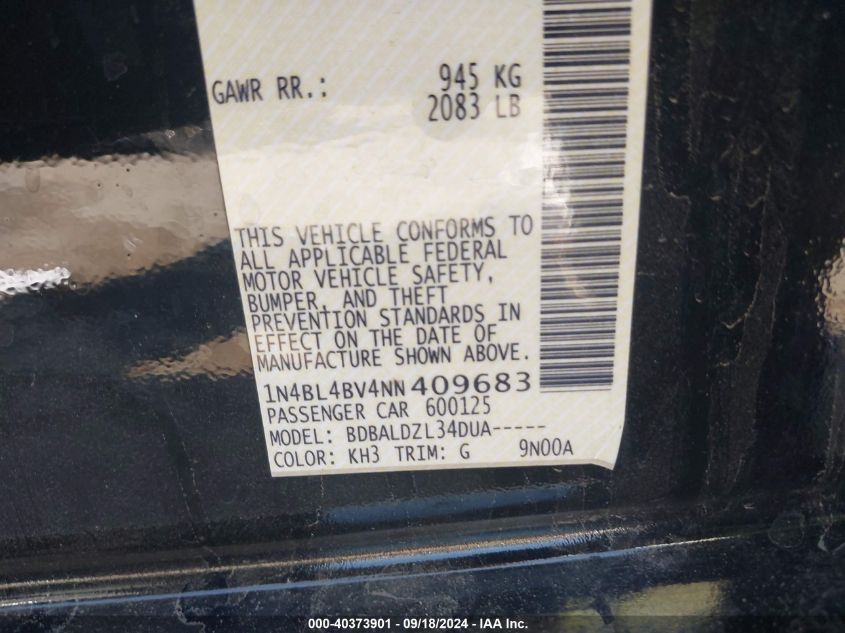 GAWR RR.: 945 KG
2083 LB
THIS VEHICLE CONFORMS TO
ALL APPLICABLE FEDERAL
MOTOR VEHICLE SAFETY,
BUMPER, AND THEFT
PREVENTION STANDARDS IN
EFFECT ON THE DATE OF
MANUFACTURE SHOWN ABOVE.
1N4BL4BV4NN409683
PASSENGER CAR 600125
MODEL: BDBALDZL34DUA-----
COLOR: KH3 TRIM: G 9N00A
000-40373901 - 09/18/2024 - IAA Inc.